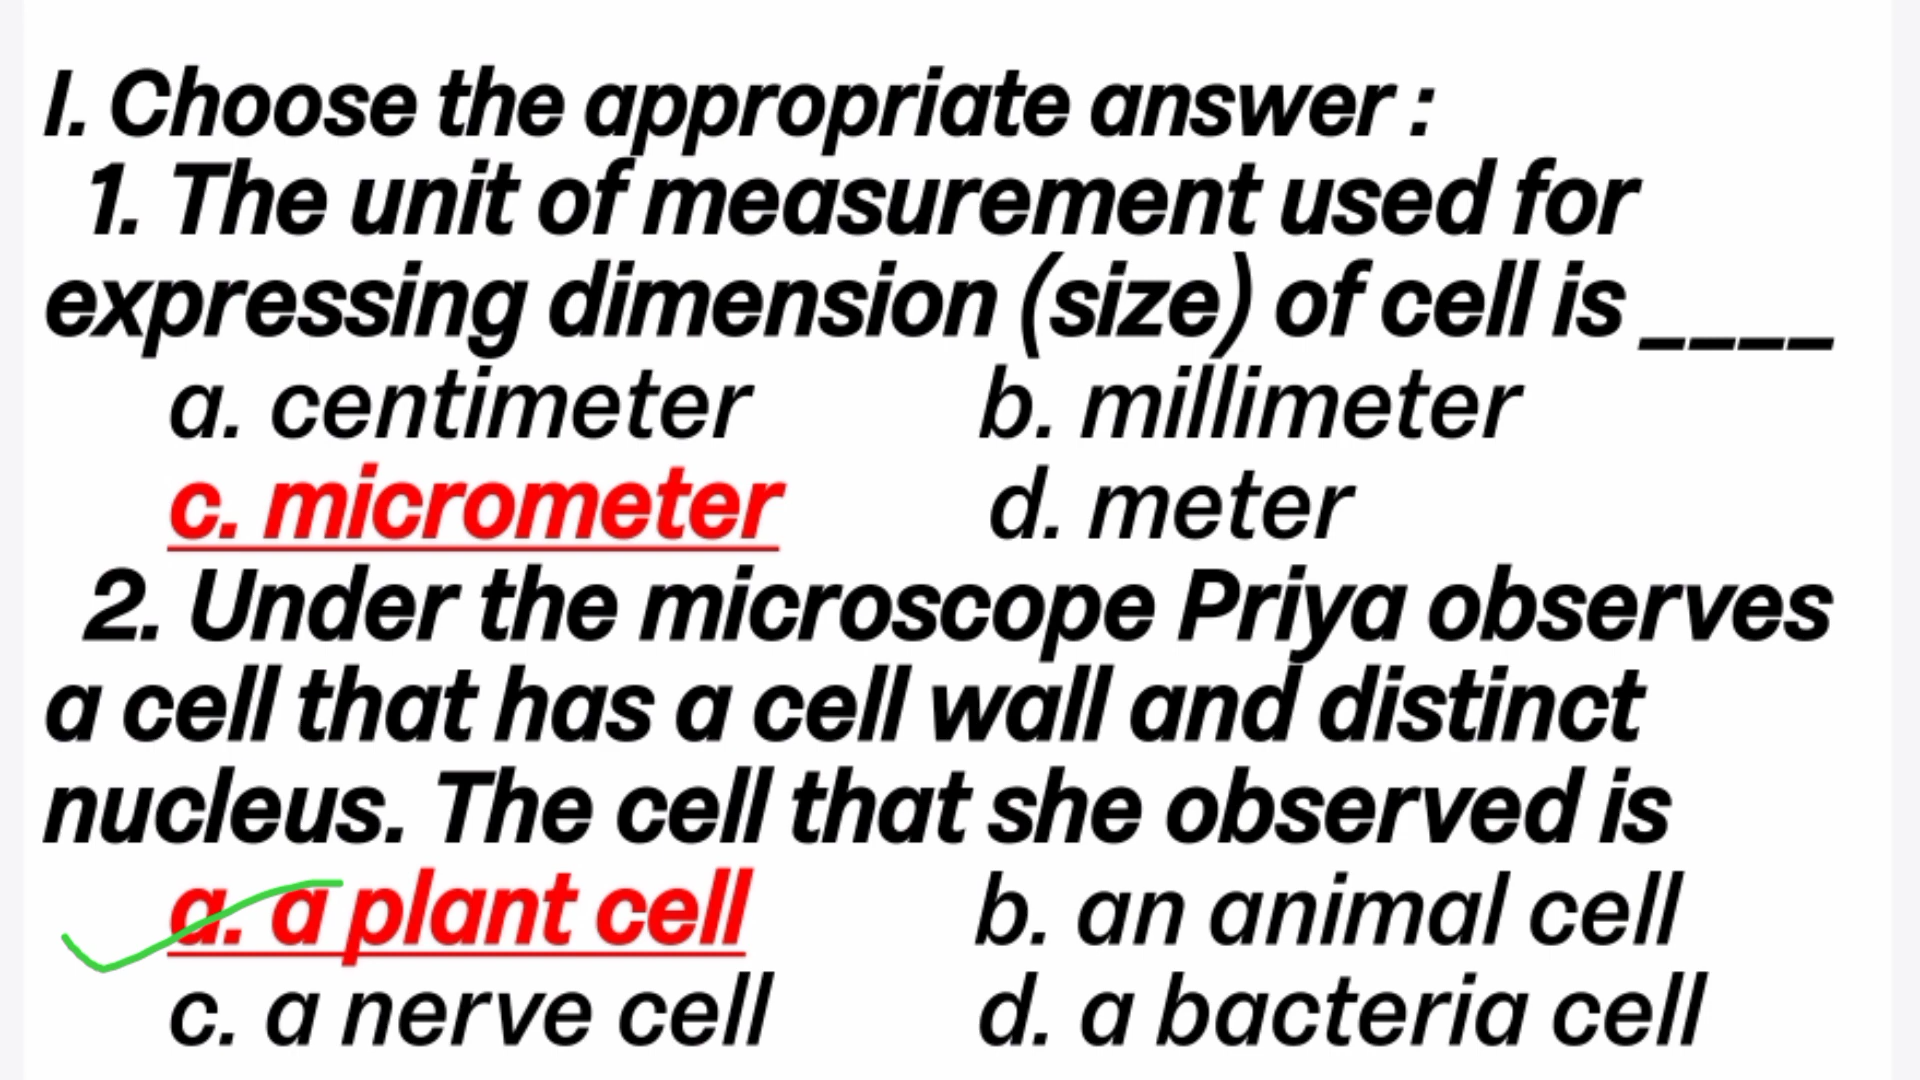 I. Choose the appropriate answer :
1. The unit of measurement used for
expressing dimension (size) of cell is ____
a. centimeter b. millimeter
c. micrometer d. meter
2. Under the microscope Priya observes
a cell that has a cell wall and distinct
nucleus. The cell that she observed is
a. a plant cell b. an animal cell
c. a nerve cell d. a bacteria cell